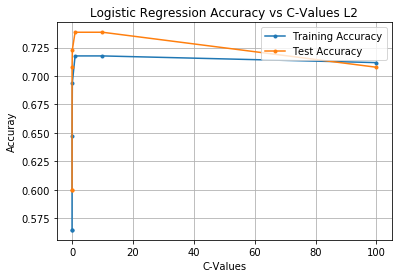 Logistic Regression Accuracy vs C-Values L2
Training Accuracy
Test Accuracy
Accuray
0.725
0.700
0.675
0.650
0.625
0.600
0.575
0
20
40
60
80
100
C-Values